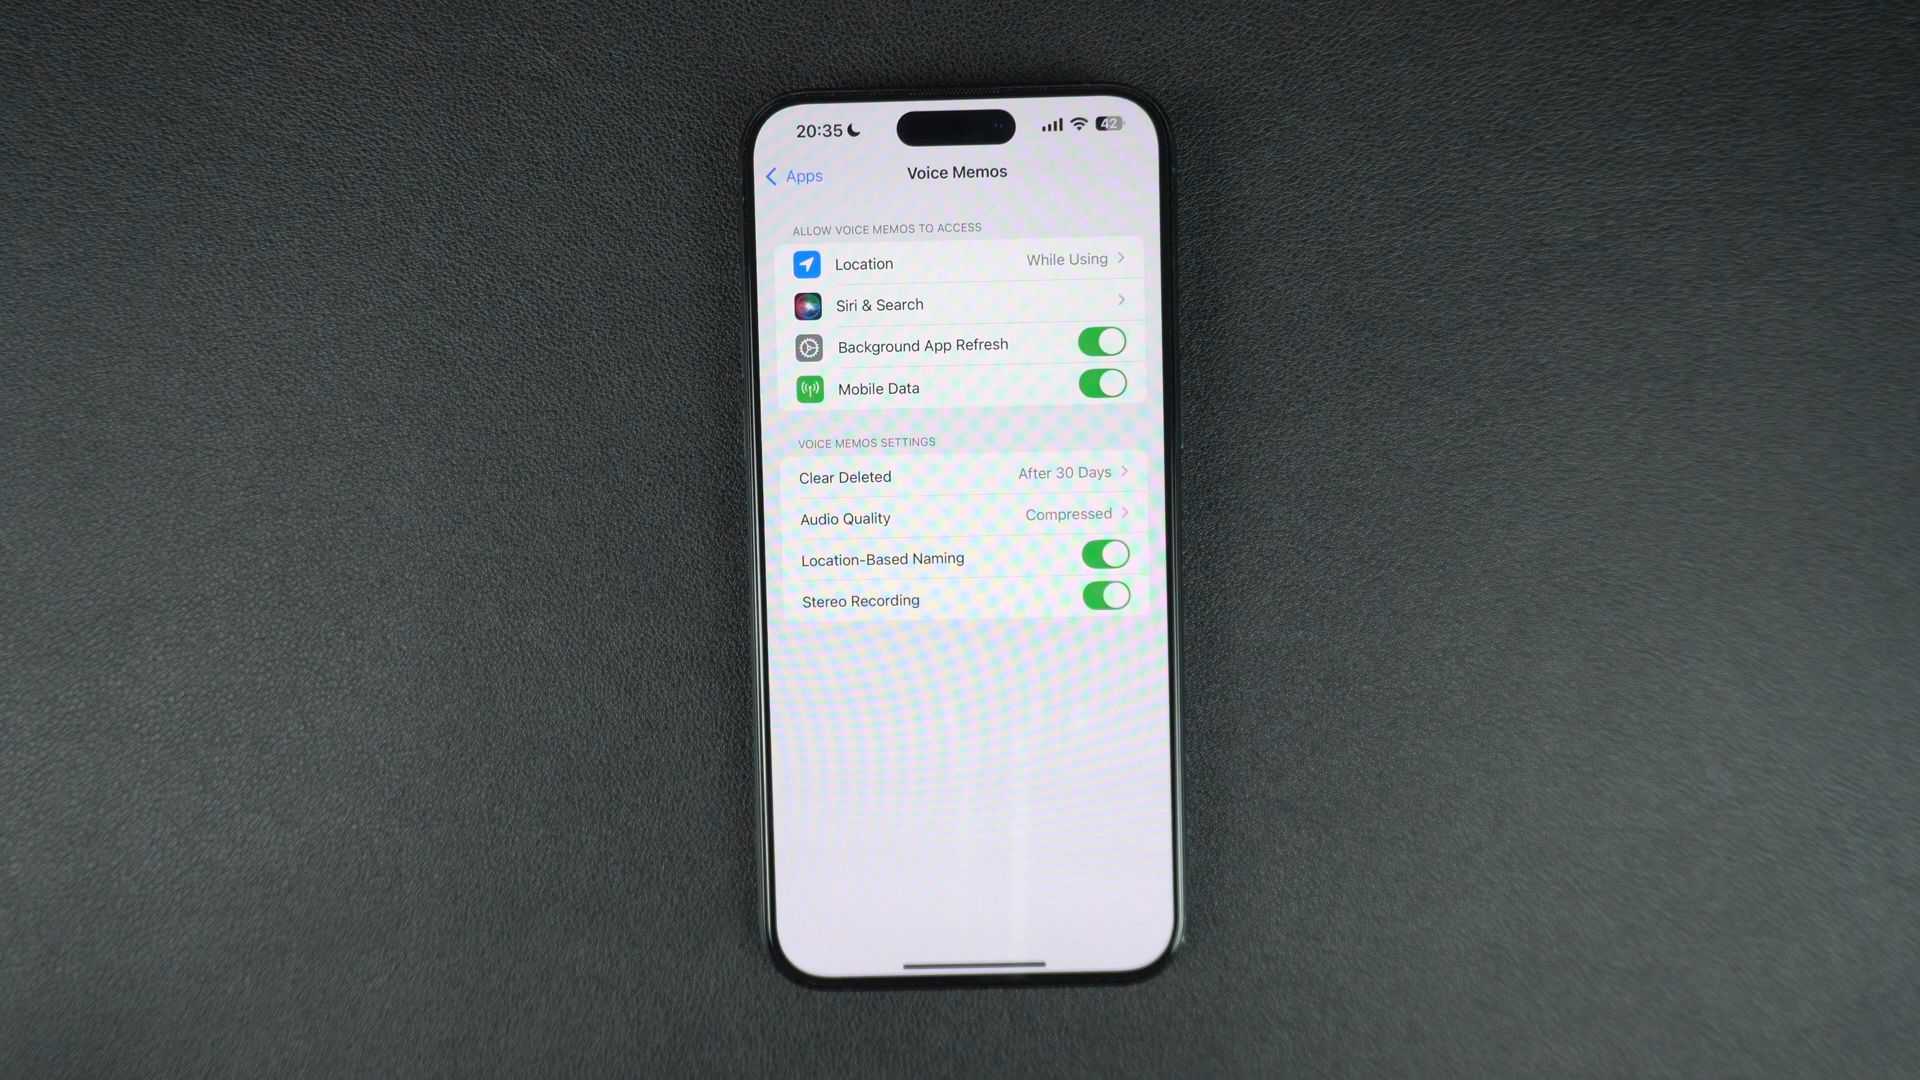 20:35
42
Apps
Voice Memos
ALLOW VOICE MEMOS TO ACCESS
Location While Using
Siri & Search
Background App Refresh
Mobile Data
VOICE MEMOS SETTINGS
Clear Deleted After 30 Days
Audio Quality Compressed
Location-Based Naming
Stereo Recording